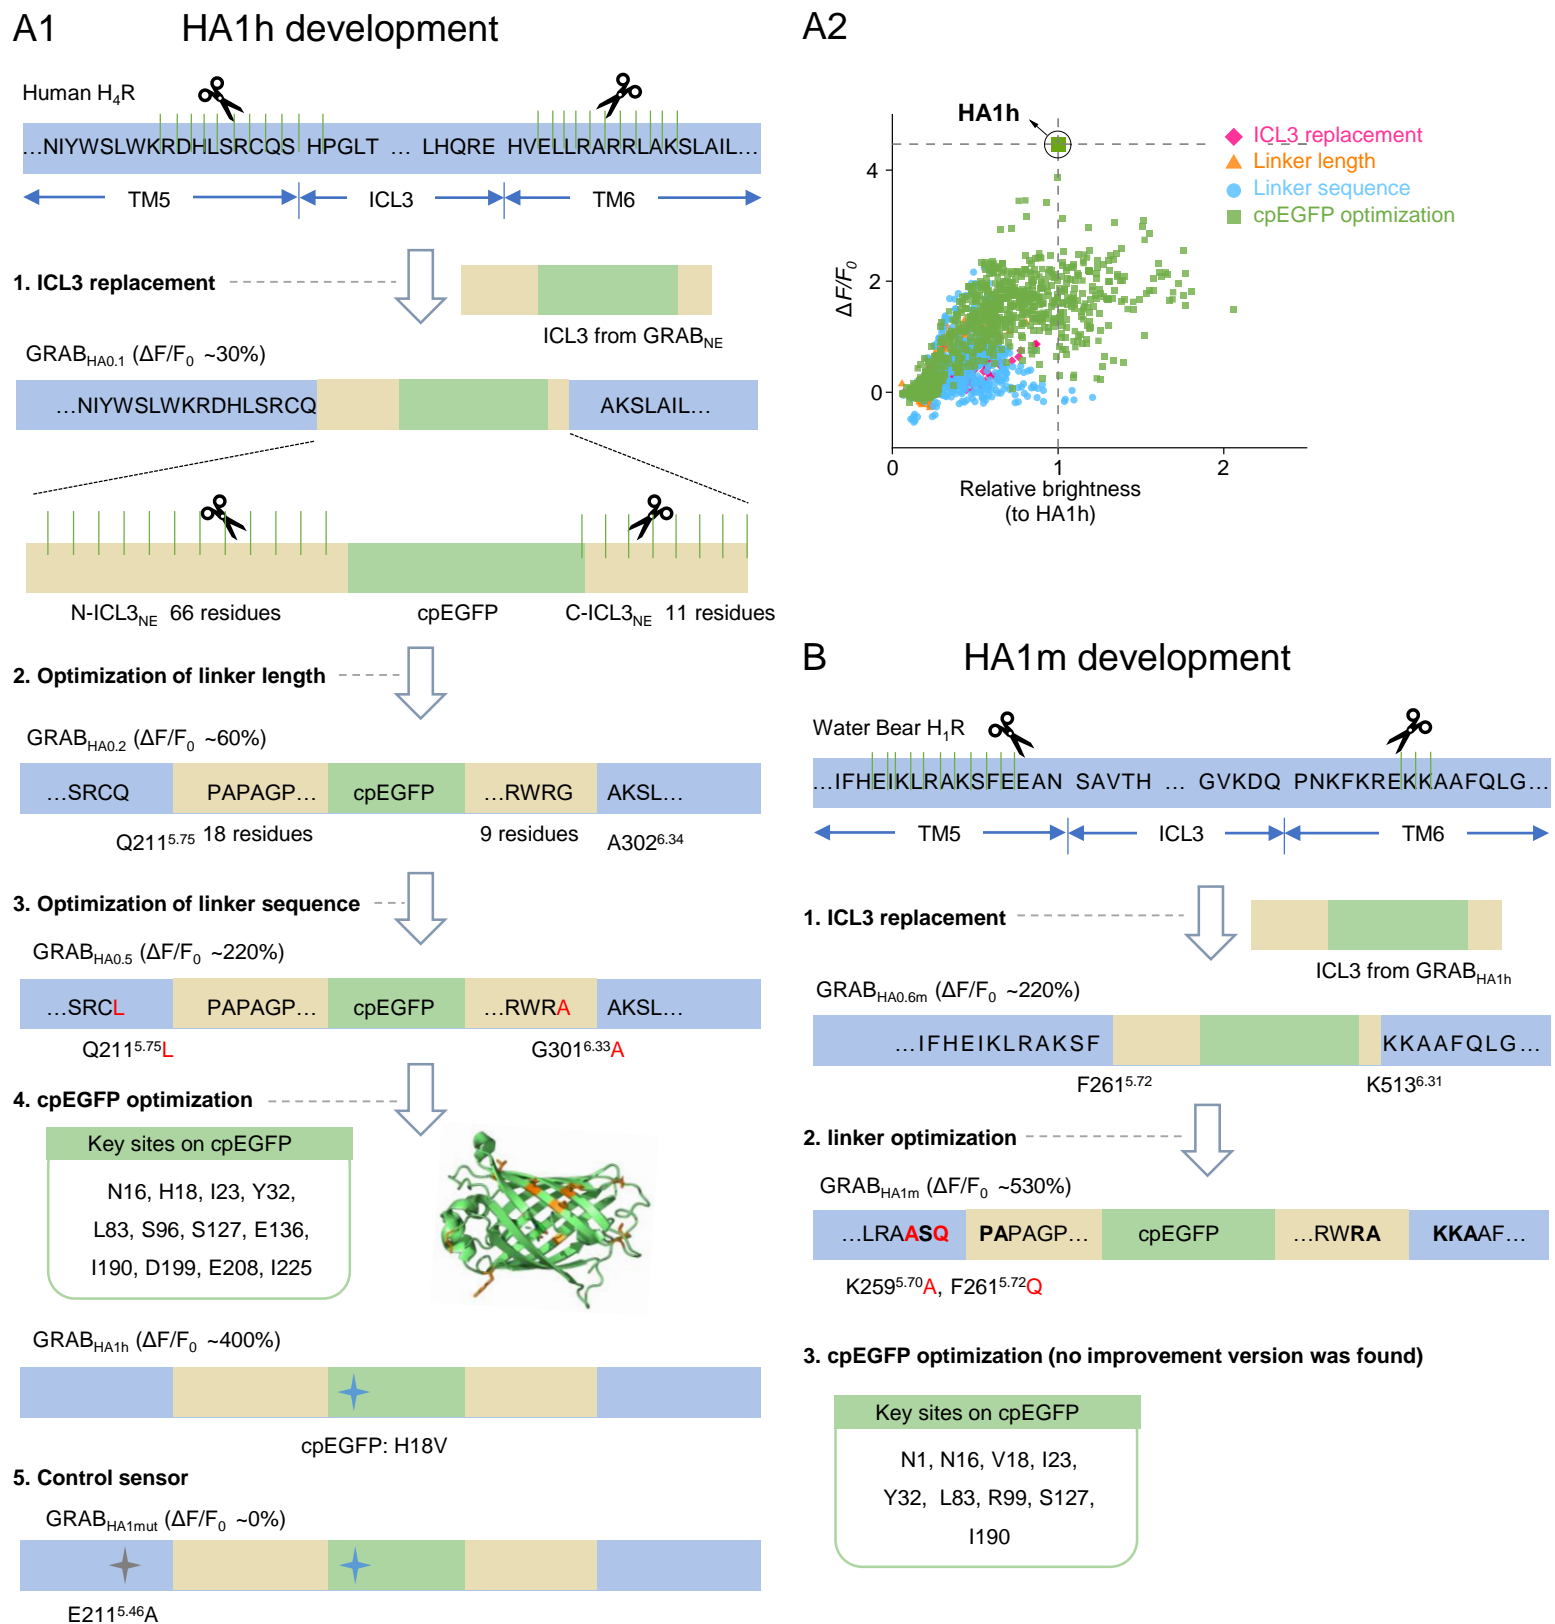 A1 HA1h development
Human H4R
...NIYWSLWKRDHLSRCQS HPGLT ... LHQRE HVELLRARRLAKSLAIL...
TM5 ICL3 TM6
1. ICL3 replacement
ICL3 from GRABNE
GRABHA0.1 (ΔF/F0 ~30%)
...NIYWSLWKRDHLSRCQ AKSLAIL...
N-ICL3NE 66 residues cpEGFP C-ICL3NE 11 residues
2. Optimization of linker length
GRABHA0.2 (ΔF/F0 ~60%)
...SRCQ PAPAGP... cpEGFP ...RWRG AKSL...
Q2115.75 18 residues 9 residues A3026.34
3. Optimization of linker sequence
GRABHA0.5 (ΔF/F0 ~220%)
...SRCL PAPAGP... cpEGFP ...RWRA AKSL...
Q2115.75L G3016.33A
4. cpEGFP optimization
Key sites on cpEGFP
N16, H18, I23, Y32,
L83, S96, S127, E136,
I190, D199, E208, I225
GRABHA1h (ΔF/F0 ~400%)
cpEGFP: H18V
5. Control sensor
GRABHA1mut (ΔF/F0 ~0%)
E2115.46A
A2
HA1h
ICL3 replacement
Linker length
Linker sequence
cpEGFP optimization
4
2
0
ΔF/F0
0 1 2
Relative brightness
(to HA1h)
B HA1m development
Water Bear H1R
...IFHEIKLRAKSFEEAN SAVTH ... GVKDQ PNKFKREKKAAFQLG...
TM5 ICL3 TM6
1. ICL3 replacement
ICL3 from GRABHA1h
GRABHA0.6m (ΔF/F0 ~220%)
...IFHEIKLRAKSF KKAAFQLG...
F2615.72 K5136.31
2. linker optimization
GRABHA1m (ΔF/F0 ~530%)
...LRAASQ PAPAGP... cpEGFP ...RWRA KKAAF...
K2595.70A, F2615.72Q
3. cpEGFP optimization (no improvement version was found)
Key sites on cpEGFP
N1, N16, V18, I23,
Y32, L83, R99, S127,
I190